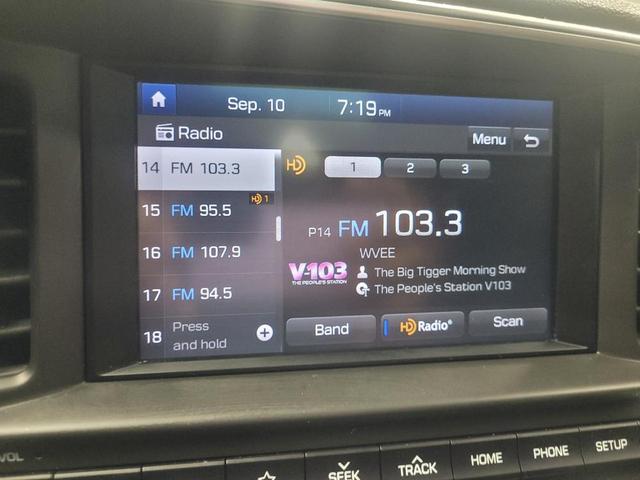 Sep. 10
7:19 PM
Radio
Menu
14 FM 103.3
HD 1 2 3
15 FM 95.5 HD 1
P14 FM 103.3
16 FM 107.9
WVEE
V-103
THE PEOPLE'S STATION
The Big Tigger Morning Show
The People's Station V103
17 FM 94.5
18 Press
and hold
Band
HD Radio®
Scan
VOL
SEEK
TRACK
HOME
PHONE
SETUP